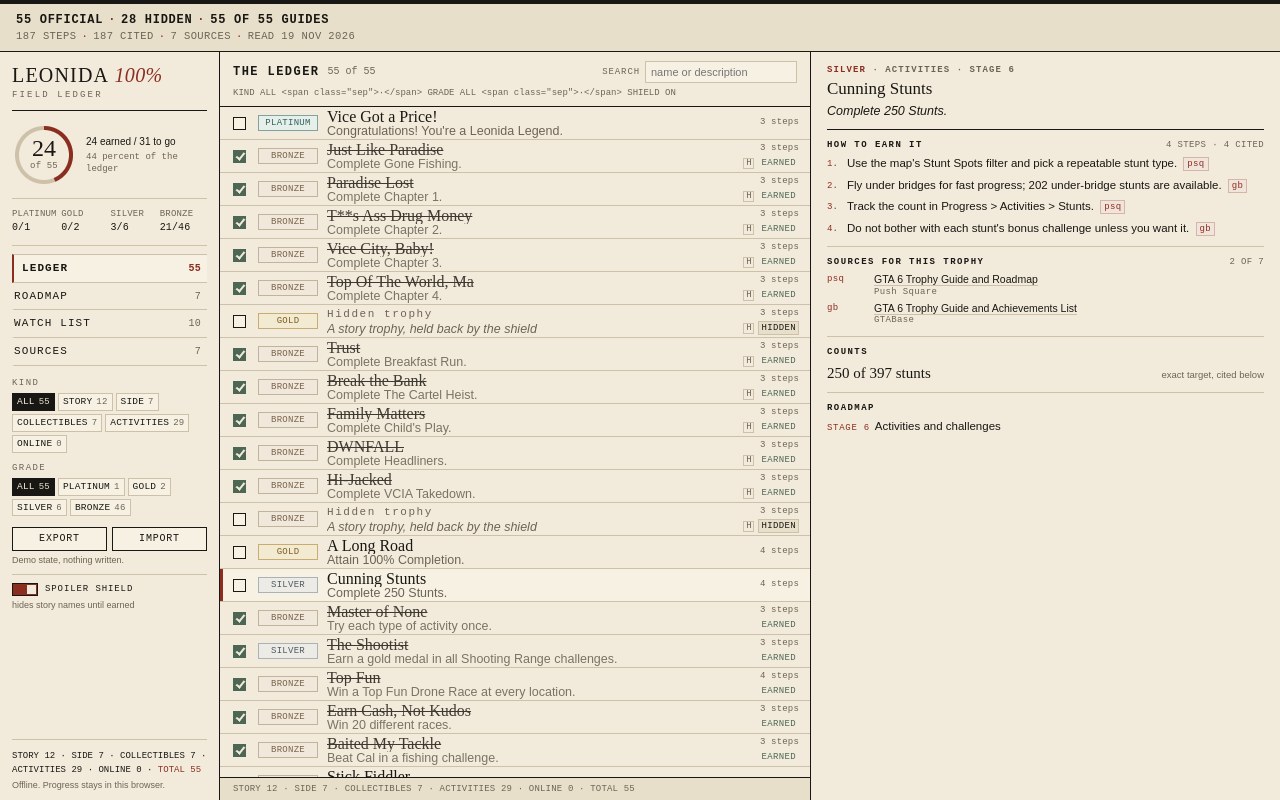 55 OFFICIAL · 28 HIDDEN · 55 OF 55 GUIDES
187 STEPS · 187 CITED · 7 SOURCES · READ 19 NOV 2026
LEONIDA 100%
FIELD LEDGER
24
of 55
24 earned / 31 to go
44 percent of the
ledger
PLATINUM GOLD SILVER BRONZE
0/1 0/2 3/6 21/46
LEDGER 55
ROADMAP 7
WATCH LIST 10
SOURCES 7
KIND
ALL 55 STORY 12 SIDE 7
COLLECTIBLES 7 ACTIVITIES 29
ONLINE 0
GRADE
ALL 55 PLATINUM 1 GOLD 2
SILVER 6 BRONZE 46
EXPORT IMPORT
Demo state, nothing written.
SPOILER SHIELD
hides story names until earned
STORY 12 · SIDE 7 · COLLECTIBLES 7 ·
ACTIVITIES 29 · ONLINE 0 · TOTAL 55
Offline. Progress stays in this browser.
THE LEDGER 55 of 55 SEARCH name or description
KIND ALL <span class="sep">·</span> GRADE ALL <span class="sep">·</span> SHIELD ON
PLATINUM Vice Got a Price! 3 steps
Congratulations! You're a Leonida Legend.
BRONZE Just Like Paradise 3 steps
Complete Gone Fishing. H EARNED
BRONZE Paradise Lost 3 steps
Complete Chapter 1. H EARNED
BRONZE T**s Ass Drug Money 3 steps
Complete Chapter 2. H EARNED
BRONZE Vice City, Baby! 3 steps
Complete Chapter 3. H EARNED
BRONZE Top Of The World, Ma 3 steps
Complete Chapter 4. H EARNED
GOLD Hidden trophy 3 steps
A story trophy, held back by the shield H HIDDEN
BRONZE Trust 3 steps
Complete Breakfast Run. H EARNED
BRONZE Break the Bank 3 steps
Complete The Cartel Heist. H EARNED
BRONZE Family Matters 3 steps
Complete Child's Play. H EARNED
BRONZE DWNFALL 3 steps
Complete Headliners. H EARNED
BRONZE Hi-Jacked 3 steps
Complete VCIA Takedown. H EARNED
BRONZE Hidden trophy 3 steps
A story trophy, held back by the shield H HIDDEN
GOLD A Long Road 4 steps
Attain 100% Completion.
SILVER Cunning Stunts 4 steps
Complete 250 Stunts.
BRONZE Master of None 3 steps
Try each type of activity once. EARNED
SILVER The Shootist 3 steps
Earn a gold medal in all Shooting Range challenges. EARNED
BRONZE Top Fun 4 steps
Win a Top Fun Drone Race at every location. EARNED
BRONZE Earn Cash, Not Kudos 3 steps
Win 20 different races. EARNED
BRONZE Baited My Tackle 3 steps
Beat Cal in a fishing challenge. EARNED
Stick Fiddler
STORY 12 · SIDE 7 · COLLECTIBLES 7 · ACTIVITIES 29 · ONLINE 0 · TOTAL 55
SILVER · ACTIVITIES · STAGE 6
Cunning Stunts
Complete 250 Stunts.
HOW TO EARN IT 4 STEPS · 4 CITED
1. Use the map's Stunt Spots filter and pick a repeatable stunt type. psq
2. Fly under bridges for fast progress; 202 under-bridge stunts are available. gb
3. Track the count in Progress > Activities > Stunts. psq
4. Do not bother with each stunt's bonus challenge unless you want it. gb
SOURCES FOR THIS TROPHY 2 OF 7
psq GTA 6 Trophy Guide and Roadmap
Push Square
gb GTA 6 Trophy Guide and Achievements List
GTABase
COUNTS
250 of 397 stunts exact target, cited below
ROADMAP
STAGE 6 Activities and challenges